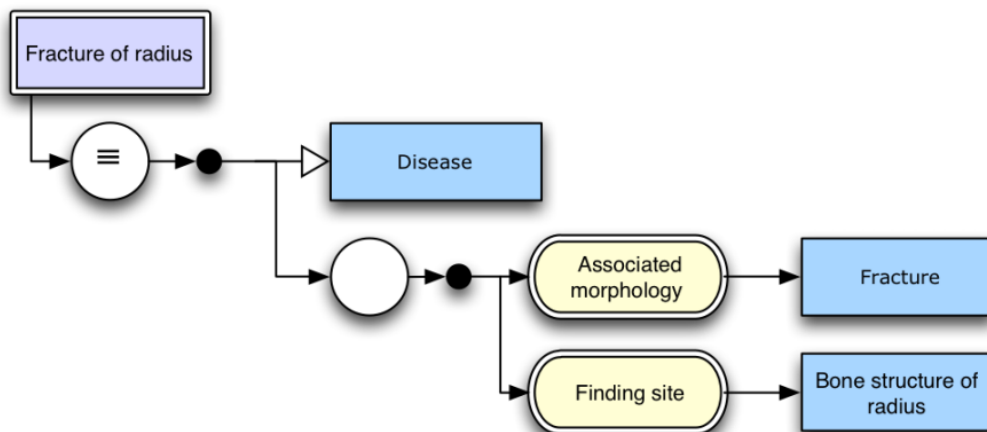 Fracture of radius
≡
Disease
Associated
morphology
Fracture
Finding site
Bone structure of
radius